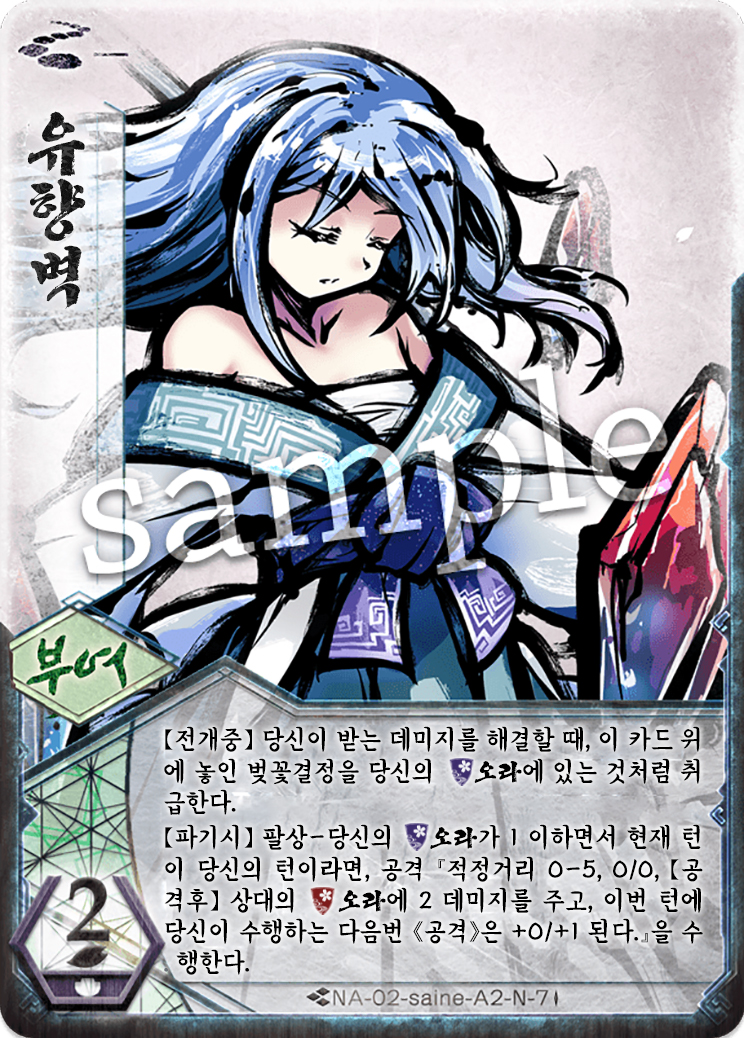 유향벽
sample
부여
【전개중】 당신이 받는 데미지를 해결할 때, 이 카드 위
에 놓인 벚꽃결정을 당신의 오라에 있는 것처럼 취
급한다.
【파기시】 팔상-당신의 오라가 1 이하면서 현재 턴
이 당신의 턴이라면, 공격 『적정거리 0-5, 0/0, 【공
격후】 상대의 오라에 2 데미지를 주고, 이번 턴에
당신이 수행하는 다음번 《공격》은 +0/+1 된다.』을 수
행한다.
2
NA-02-saine-A2-N-7